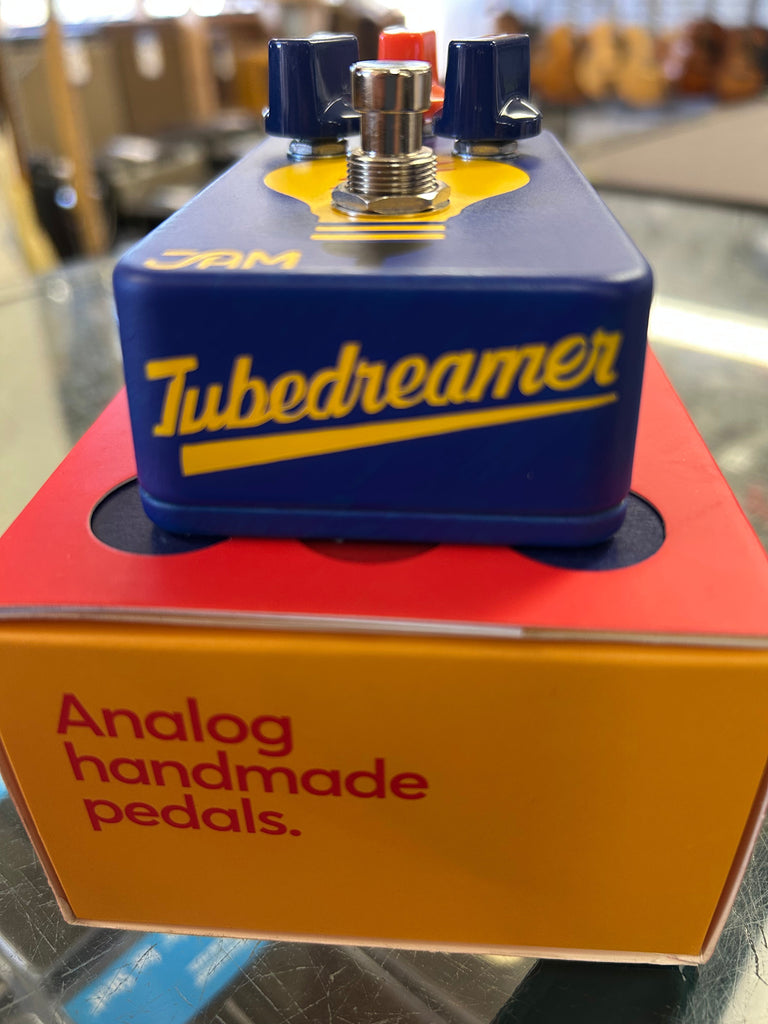 JAM
Tubedreamer
Analog
handmade
pedals.